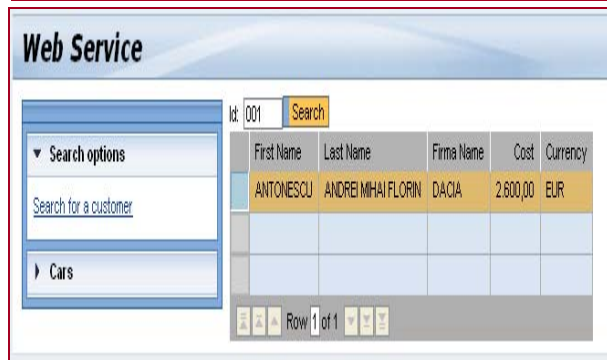 Web Service
Id: 001 Search
▼ Search options
Search for a customer
▶ Cars
First Name Last Name Firma Name Cost Currency
ANTONESCU ANDREI MIHAI FLORIN DACIA 2.600,00 EUR
Row 1 of 1